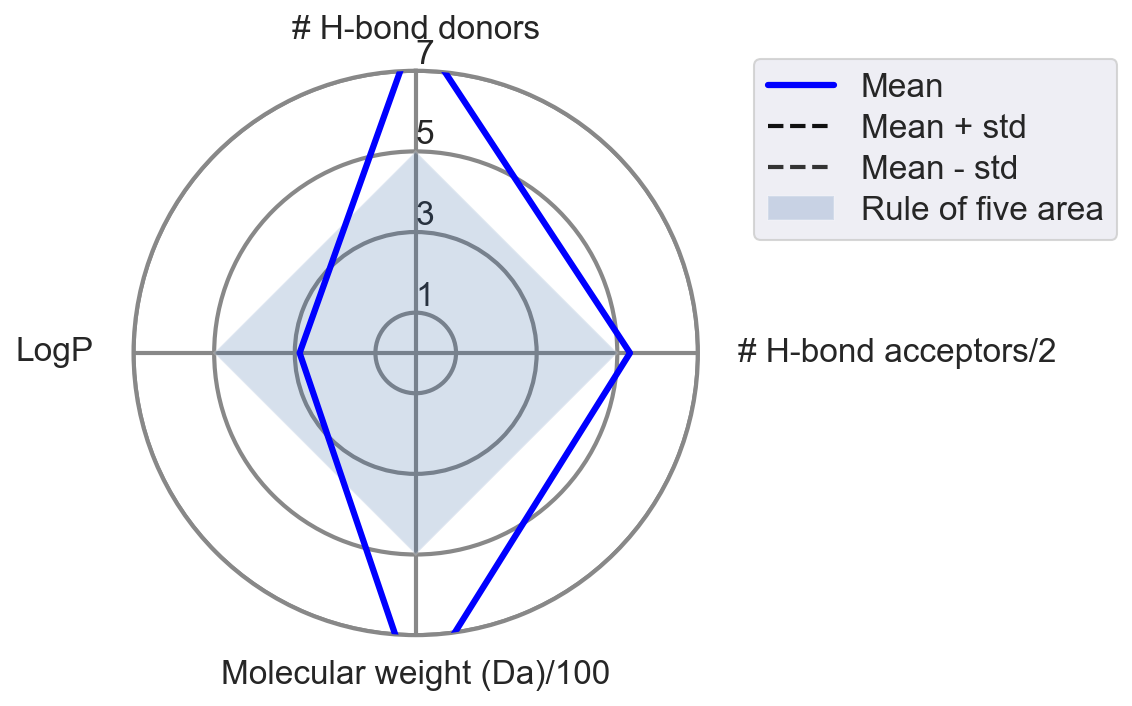 # H-bond donors
7
5
3
1
LogP
# H-bond acceptors/2
Molecular weight (Da)/100
Mean
Mean + std
Mean - std
Rule of five area